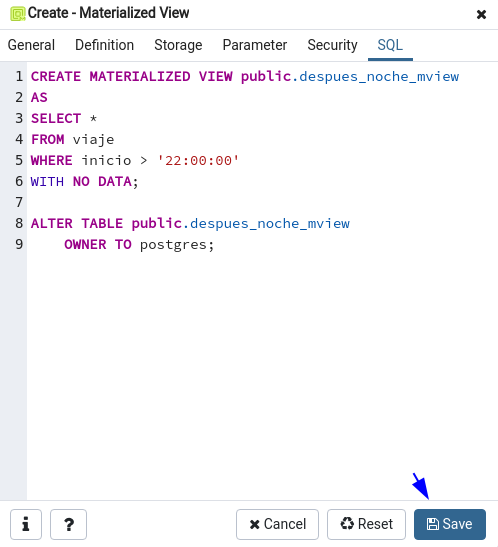 Create - Materialized View
General Definition Storage Parameter Security SQL
1 CREATE MATERIALIZED VIEW public.despues_noche_mview
2 AS
3 SELECT *
4 FROM viaje
5 WHERE inicio > '22:00:00'
6 WITH NO DATA;
7
8 ALTER TABLE public.despues_noche_mview
9     OWNER TO postgres;
i ? Cancel Reset Save